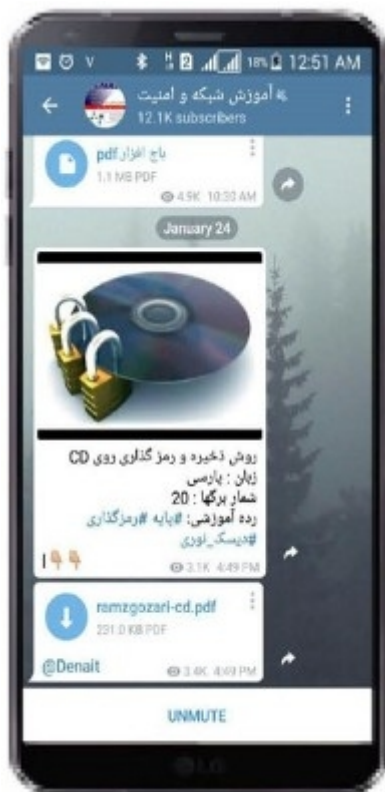 18% 12:51 AM
آموزش شبکه و امنیت
12.1K subscribers
باج افزار.pdf
1.1 MB PDF
4.9K 10:30 AM
January 24
روش ذخیره و رمز گذاری روی CD
زبان : پارسی
شمار برگها : 20
رده آموزشی: #پایه #رمزگذاری
#دیسک_نوری
3.1K 4:49 PM
ramzgozari-cd.pdf
231.0 KB PDF
@Denait
3.4K 4:49 PM
UNMUTE
LG